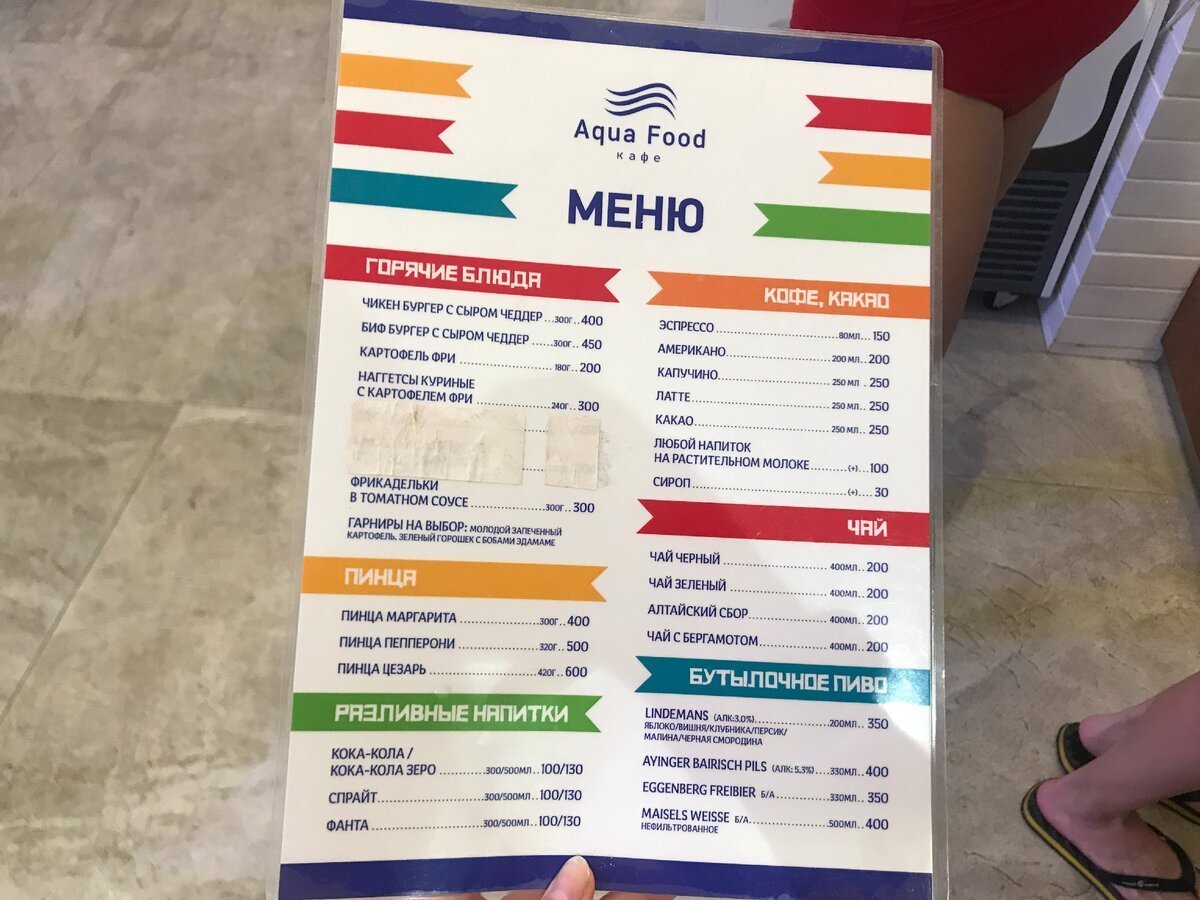 Aqua Food
кафе
МЕНЮ
ГОРЯЧИЕ БЛЮДА
ЧИКЕН БУРГЕР С СЫРОМ ЧЕДДЕР ...300Г.. 400
БИФ БУРГЕР С СЫРОМ ЧЕДДЕР ......300Г.. 450
КАРТОФЕЛЬ ФРИ ........................180Г.. 200
НАГГЕТСЫ КУРИНЫЕ
С КАРТОФЕЛЕМ ФРИ ...................240Г.. 300
ФРИКАДЕЛЬКИ
В ТОМАТНОМ СОУСЕ ...................300Г... 300
ГАРНИРЫ НА ВЫБОР: МОЛОДОЙ ЗАПЕЧЕННЫЙ
КАРТОФЕЛЬ, ЗЕЛЕНЫЙ ГОРОШЕК С БОБАМИ ЭДАМАМЕ
ПИНЦА
ПИНЦА МАРГАРИТА .....................300Г.. 400
ПИНЦА ПЕППЕРОНИ .....................320Г.. 500
ПИНЦА ЦЕЗАРЬ ...........................420Г .. 600
РАЗЛИВНЫЕ НАПИТКИ
КОКА-КОЛА /
КОКА-КОЛА ЗЕРО ...........300/500МЛ .. 100/130
СПРАЙТ...........................300/500МЛ .. 100/130
ФАНТА ............................300/500МЛ .. 100/130
КОФЕ, КАКАО
ЭСПРЕССО ............................80МЛ... 150
АМЕРИКАНО..........................200 МЛ .. 200
КАПУЧИНО............................250 МЛ . 250
ЛАТТЕ ..................................250 МЛ .. 250
КАКАО..................................250 МЛ .. 250
ЛЮБОЙ НАПИТОК
НА РАСТИТЕЛЬНОМ МОЛОКЕ.........(+)...100
СИРОП ......................................(+).... 30
ЧАЙ
ЧАЙ ЧЕРНЫЙ ..........................400МЛ.. 200
ЧАЙ ЗЕЛЕНЫЙ .........................400МЛ.. 200
АЛТАЙСКИЙ СБОР....................400МЛ.. 200
ЧАЙ С БЕРГАМОТОМ.................400МЛ.. 200
БУТЫЛОЧНОЕ ПИВО
LINDEMANS (АЛК:3,0%)..................200МЛ... 350
ЯБЛОКО/ВИШНЯ/КЛУБНИКА/ПЕРСИК/
МАЛИНА/ЧЕРНАЯ СМОРОДИНА
AYINGER BAIRISCH PILS (АЛК: 5,3%)....330МЛ... 400
EGGENBERG FREIBIER Б/А..............330МЛ... 350
MAISELS WEISSE Б/А....................500МЛ... 400
НЕФИЛЬТРОВАННОЕ